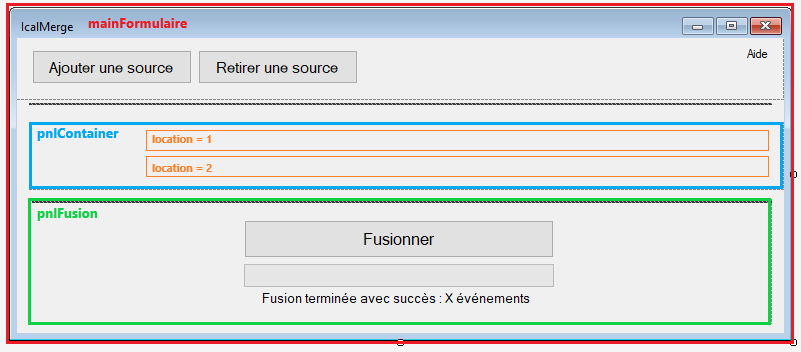 IcalMerge mainFormulaire
Ajouter une source Retirer une source Aide
pnlContainer
location = 1
location = 2
pnlFusion
Fusionner
Fusion terminée avec succès : X événements